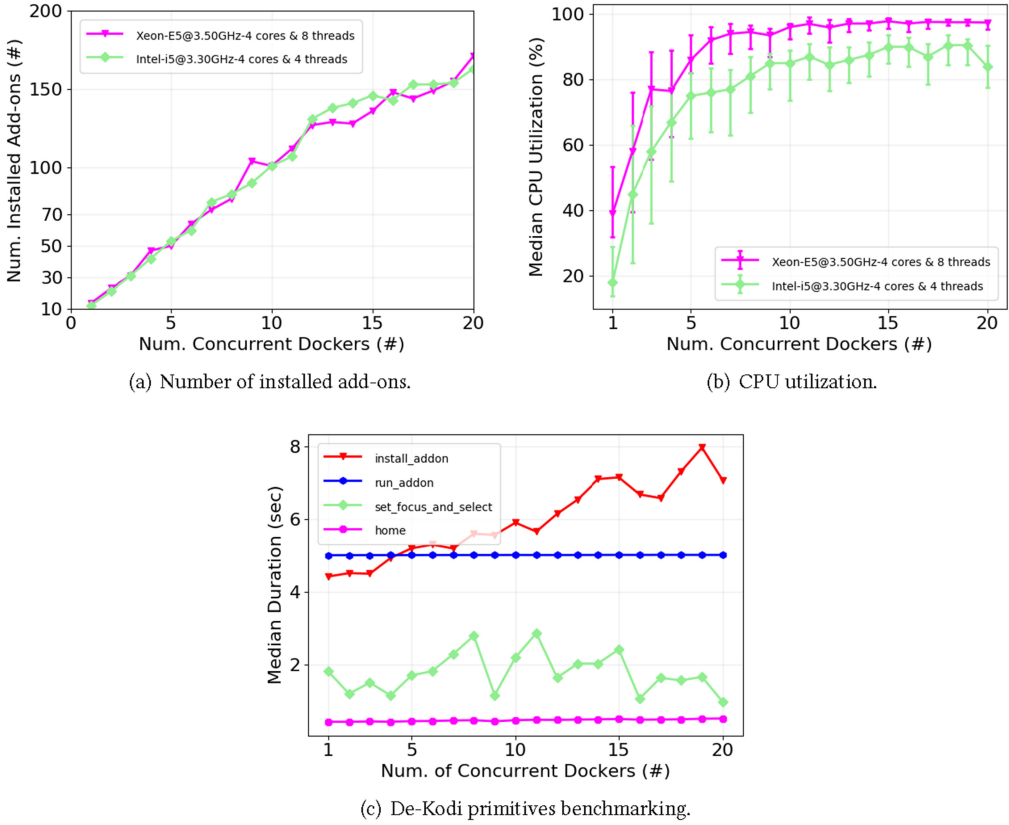 200
150
100
70
50
30
10
Num. Installed Add-ons (#)
Xeon-E5@3.50GHz-4 cores & 8 threads
Intel-i5@3.30GHz-4 cores & 4 threads
0 5 10 15 20
Num. Concurrent Dockers (#)
(a) Number of installed add-ons.
100
80
60
40
20
Median CPU Utilization (%)
Xeon-E5@3.50GHz-4 cores & 8 threads
Intel-i5@3.30GHz-4 cores & 4 threads
1 5 10 15 20
Num. Concurrent Dockers (#)
(b) CPU utilization.
8
6
4
2
Median Duration (sec)
install_addon
run_addon
set_focus_and_select
home
1 5 10 15 20
Num. of Concurrent Dockers (#)
(c) De-Kodi primitives benchmarking.